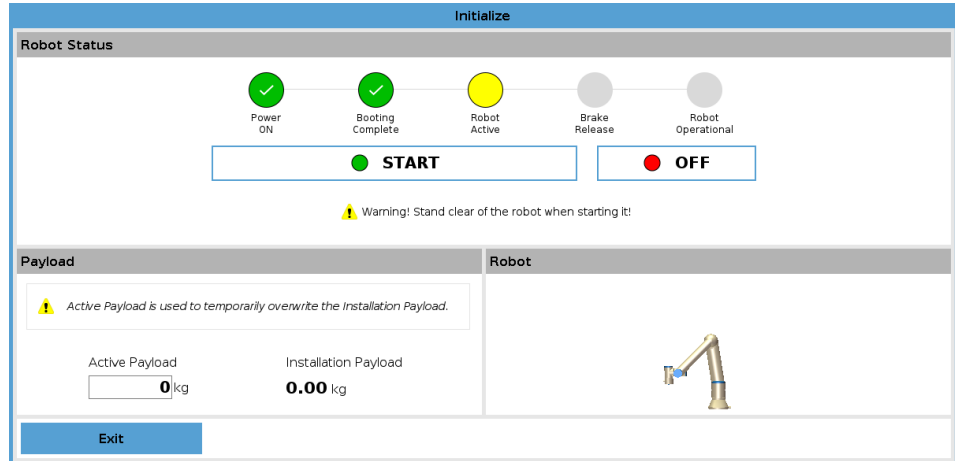 Initialize
Robot Status
Power
ON
Booting
Complete
Robot
Active
Brake
Release
Robot
Operational
START
OFF
Warning! Stand clear of the robot when starting it!
Payload
Robot
Active Payload is used to temporarily overwrite the Installation Payload.
Active Payload
Installation Payload
0 kg
0.00 kg
Exit